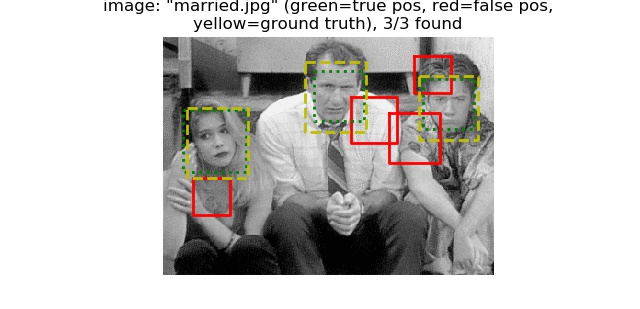 image: "married.jpg" (green=true pos, red=false pos,
yellow=ground truth), 3/3 found